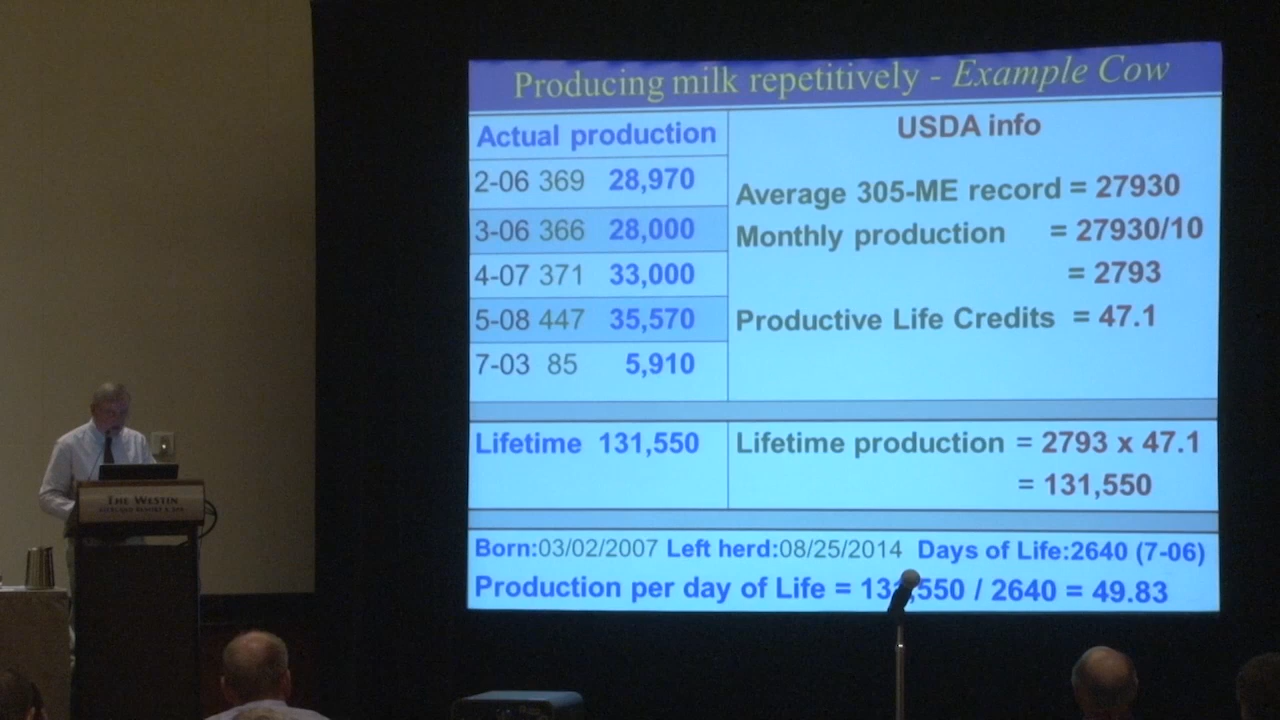 Producing milk repetitively - Example Cow
Actual production
2-06 369 28,970
3-06 366 28,000
4-07 371 33,000
5-08 447 35,570
7-03 85 5,910
Lifetime 131,550
USDA info
Average 305-ME record = 27930
Monthly production = 27930/10
= 2793
Productive Life Credits = 47.1
Lifetime production = 2793 x 47.1
= 131,550
Born:03/02/2007 Left herd:08/25/2014 Days of Life:2640 (7-06)
Production per day of Life = 131,550 / 2640 = 49.83
THE WESTIN